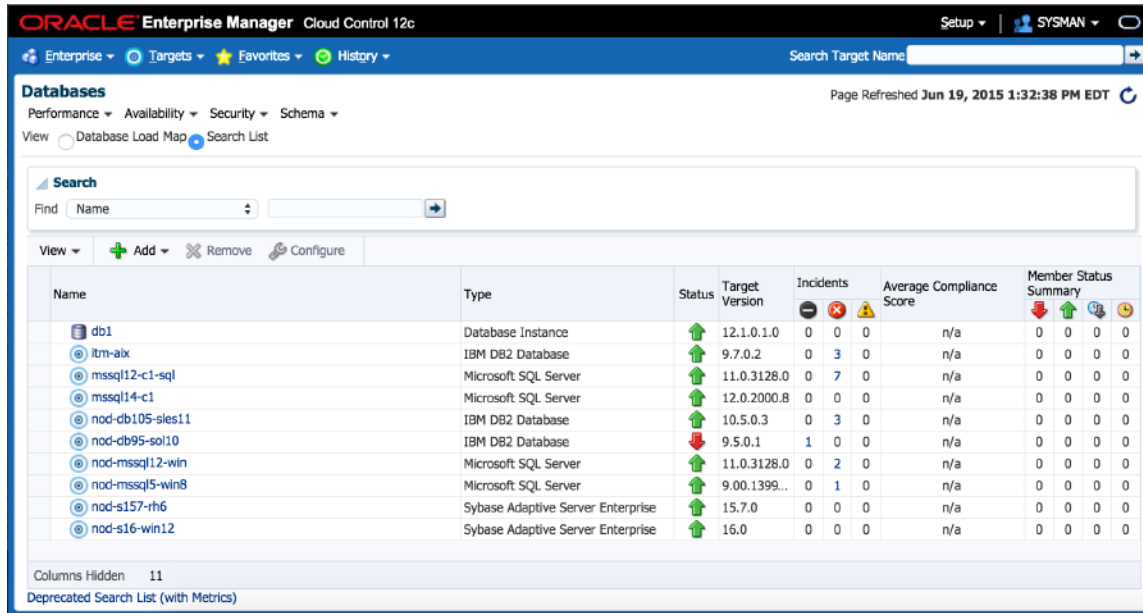 ORACLE Enterprise Manager Cloud Control 12c Setup SYSMAN
Enterprise Targets Favorites History Search Target Name
Databases Page Refreshed Jun 19, 2015 1:32:38 PM EDT
Performance Availability Security Schema
View Database Load Map Search List
Search
Find Name
View Add Remove Configure
Name Type Status Target Version Incidents Average Compliance Score Member Status Summary
db1 Database Instance 12.1.0.1.0 0 0 0 n/a 0 0 0 0
itm-aix IBM DB2 Database 9.7.0.2 0 3 0 n/a 0 0 0 0
mssql12-c1-sql Microsoft SQL Server 11.0.3128.0 0 7 0 n/a 0 0 0 0
mssql14-c1 Microsoft SQL Server 12.0.2000.8 0 0 0 n/a 0 0 0 0
nod-db105-sles11 IBM DB2 Database 10.5.0.3 0 3 0 n/a 0 0 0 0
nod-db95-sol10 IBM DB2 Database 9.5.0.1 1 0 0 n/a 0 0 0 0
nod-mssql12-win Microsoft SQL Server 11.0.3128.0 0 2 0 n/a 0 0 0 0
nod-mssql5-win8 Microsoft SQL Server 9.00.1399... 0 1 0 n/a 0 0 0 0
nod-s157-rh6 Sybase Adaptive Server Enterprise 15.7.0 0 0 0 n/a 0 0 0 0
nod-s16-win12 Sybase Adaptive Server Enterprise 16.0 0 0 0 n/a 0 0 0 0
Columns Hidden 11
Deprecated Search List (with Metrics)